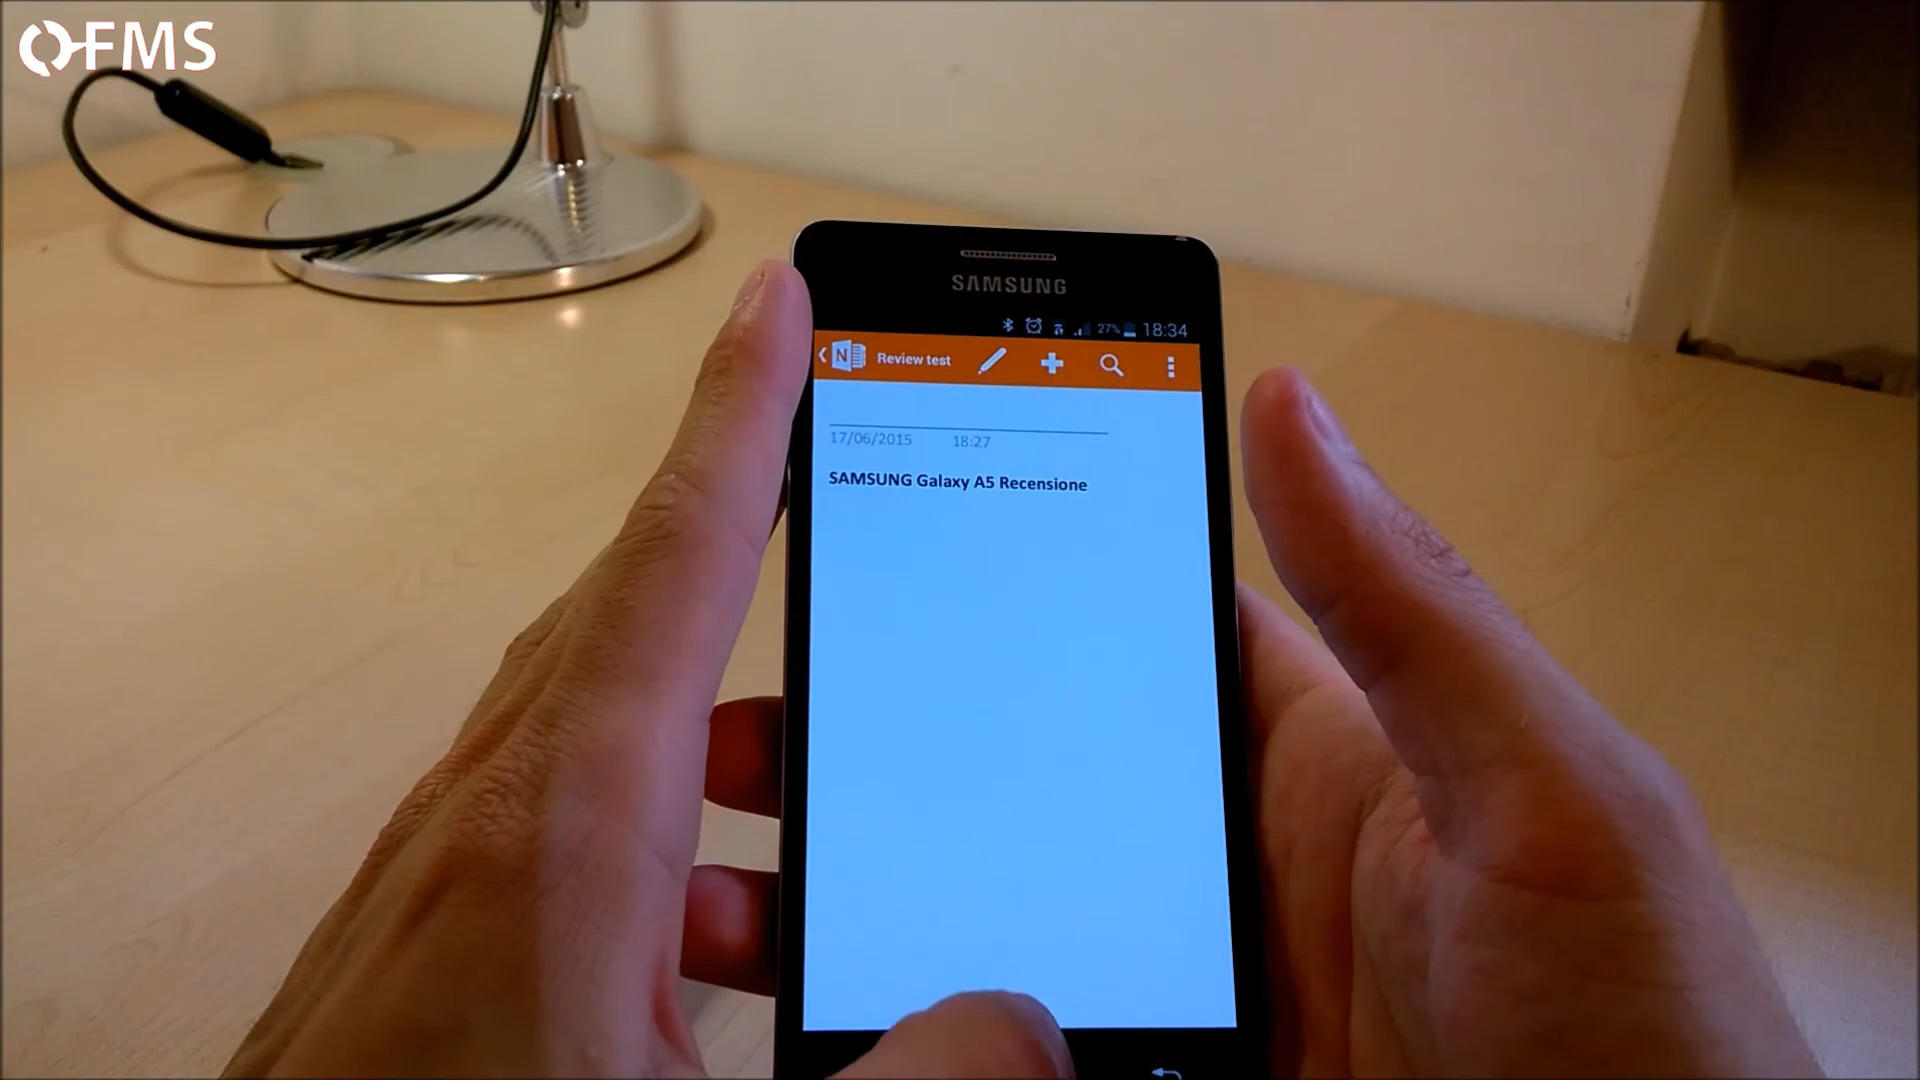 FMS
SAMSUNG
27% 18:34
N Review test
17/06/2015 18:27
SAMSUNG Galaxy A5 Recensione